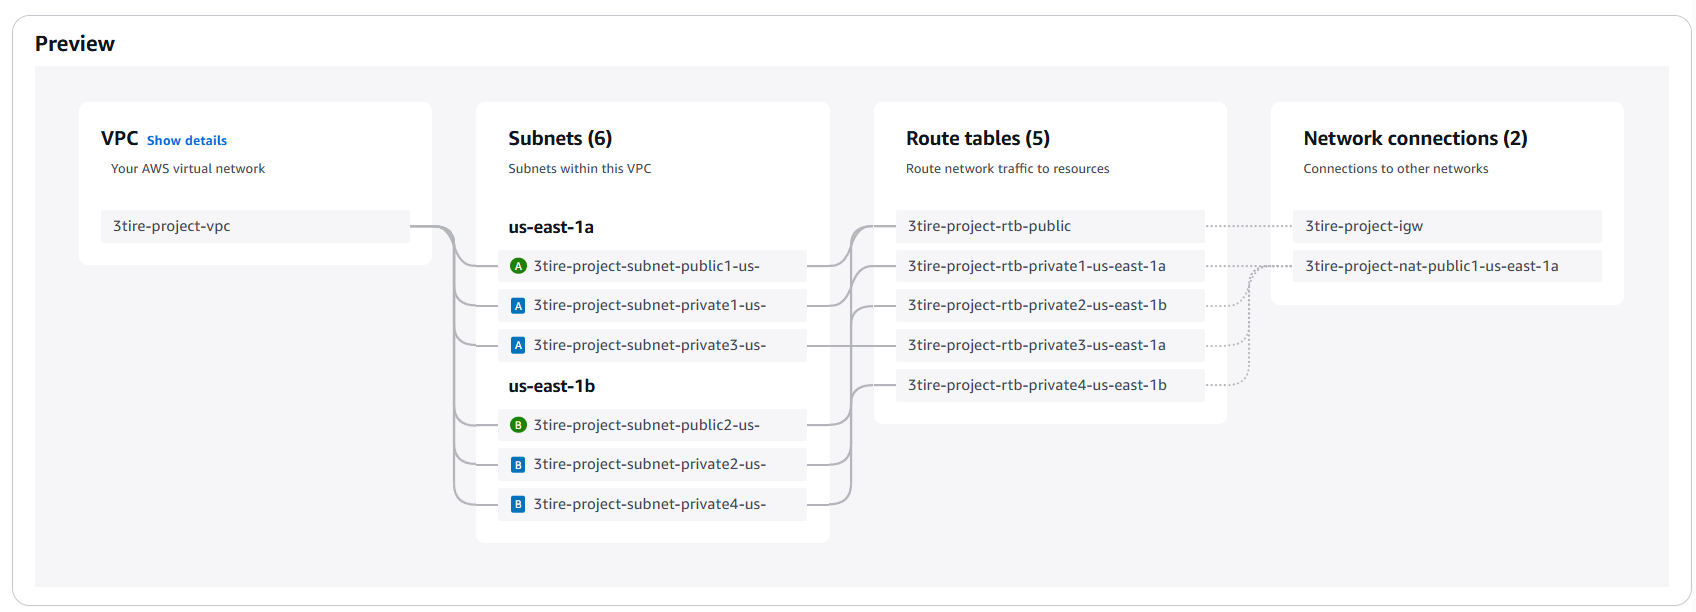 Preview
VPC Show details
Your AWS virtual network
3tire-project-vpc
Subnets (6)
Subnets within this VPC
us-east-1a
A 3tire-project-subnet-public1-us-
A 3tire-project-subnet-private1-us-
A 3tire-project-subnet-private3-us-
us-east-1b
B 3tire-project-subnet-public2-us-
B 3tire-project-subnet-private2-us-
B 3tire-project-subnet-private4-us-
Route tables (5)
Route network traffic to resources
3tire-project-rtb-public
3tire-project-rtb-private1-us-east-1a
3tire-project-rtb-private2-us-east-1b
3tire-project-rtb-private3-us-east-1a
3tire-project-rtb-private4-us-east-1b
Network connections (2)
Connections to other networks
3tire-project-igw
3tire-project-nat-public1-us-east-1a